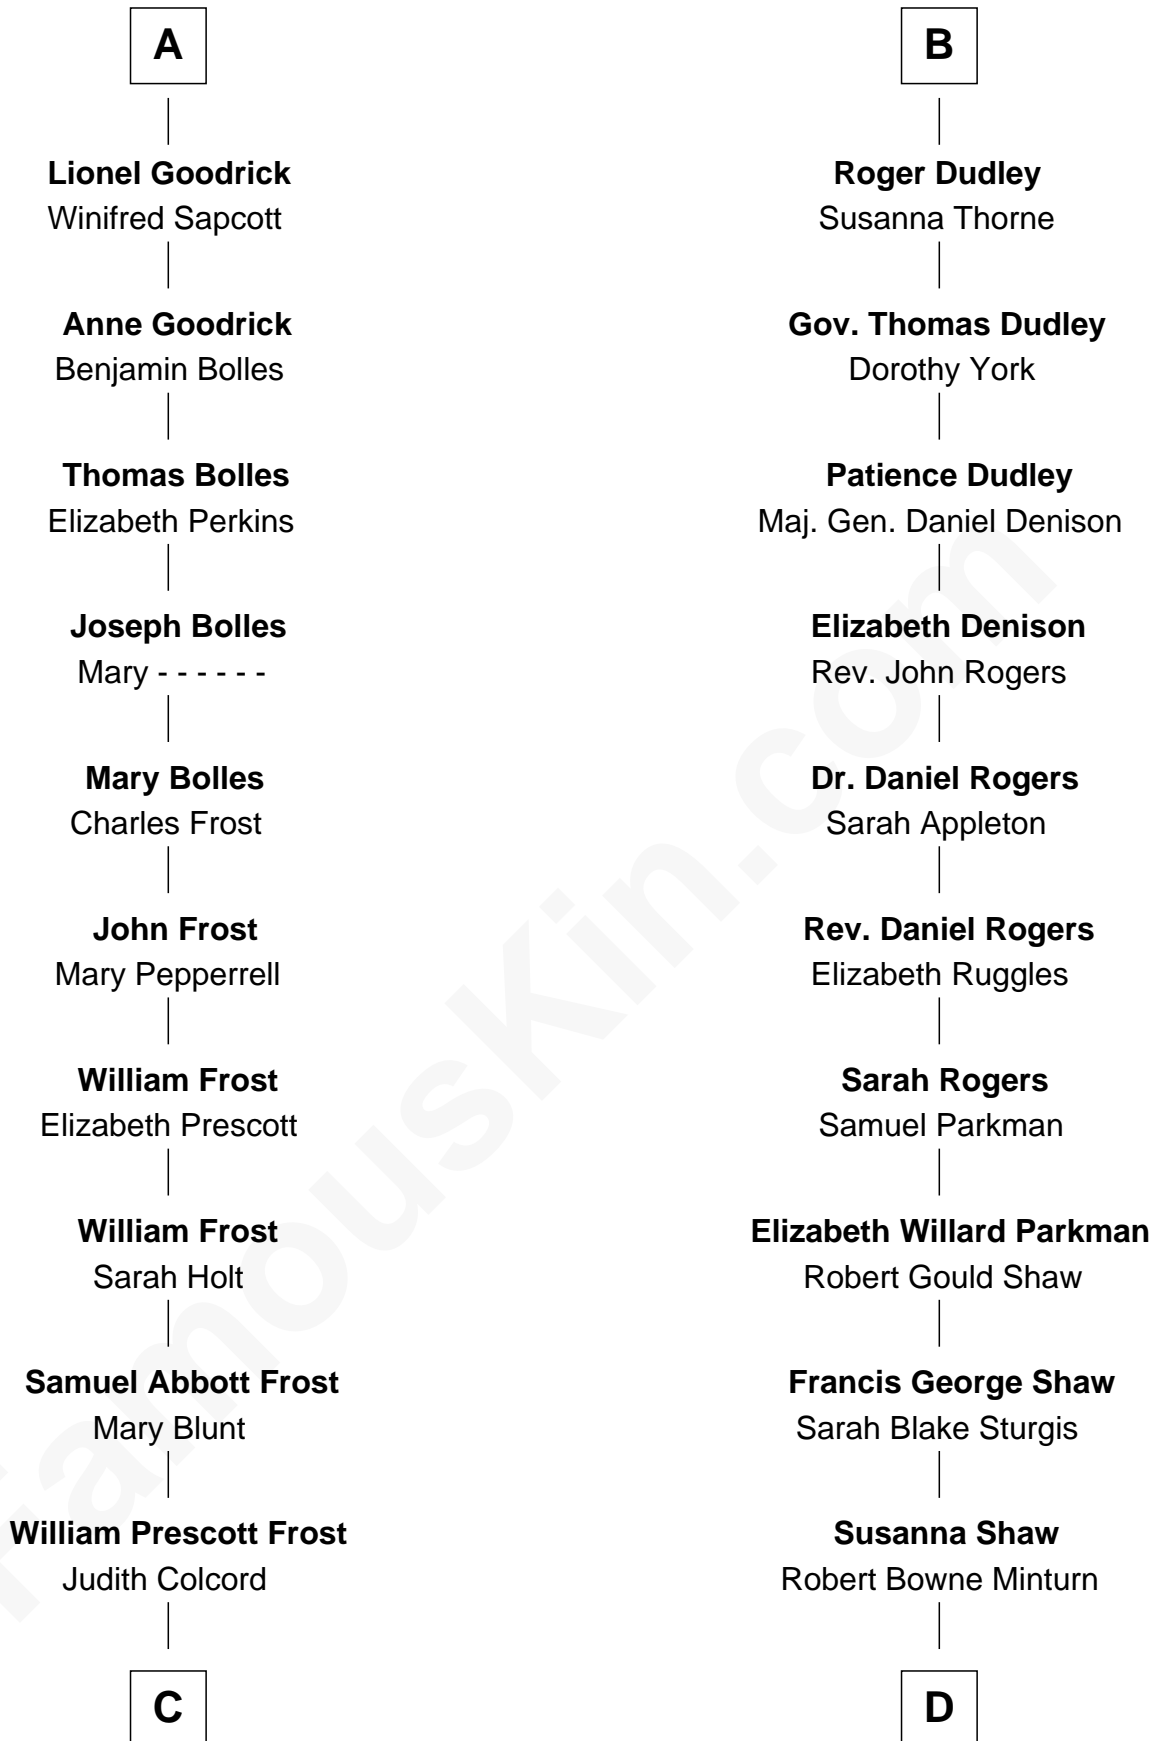 A
Lionel Goodrick
Winifred Sapcott
Anne Goodrick
Benjamin Bolles
Thomas Bolles
Elizabeth Perkins
Joseph Bolles
Mary - - - - - -
Mary Bolles
Charles Frost
John Frost
Mary Pepperrell
William Frost
Elizabeth Prescott
William Frost
Sarah Holt
Samuel Abbott Frost
Mary Blunt
William Prescott Frost
Judith Colcord
C
B
Roger Dudley
Susanna Thorne
Gov. Thomas Dudley
Dorothy York
Patience Dudley
Maj. Gen. Daniel Denison
Elizabeth Denison
Rev. John Rogers
Dr. Daniel Rogers
Sarah Appleton
Rev. Daniel Rogers
Elizabeth Ruggles
Sarah Rogers
Samuel Parkman
Elizabeth Willard Parkman
Robert Gould Shaw
Francis George Shaw
Sarah Blake Sturgis
Susanna Shaw
Robert Bowne Minturn
D
FamousKin.com